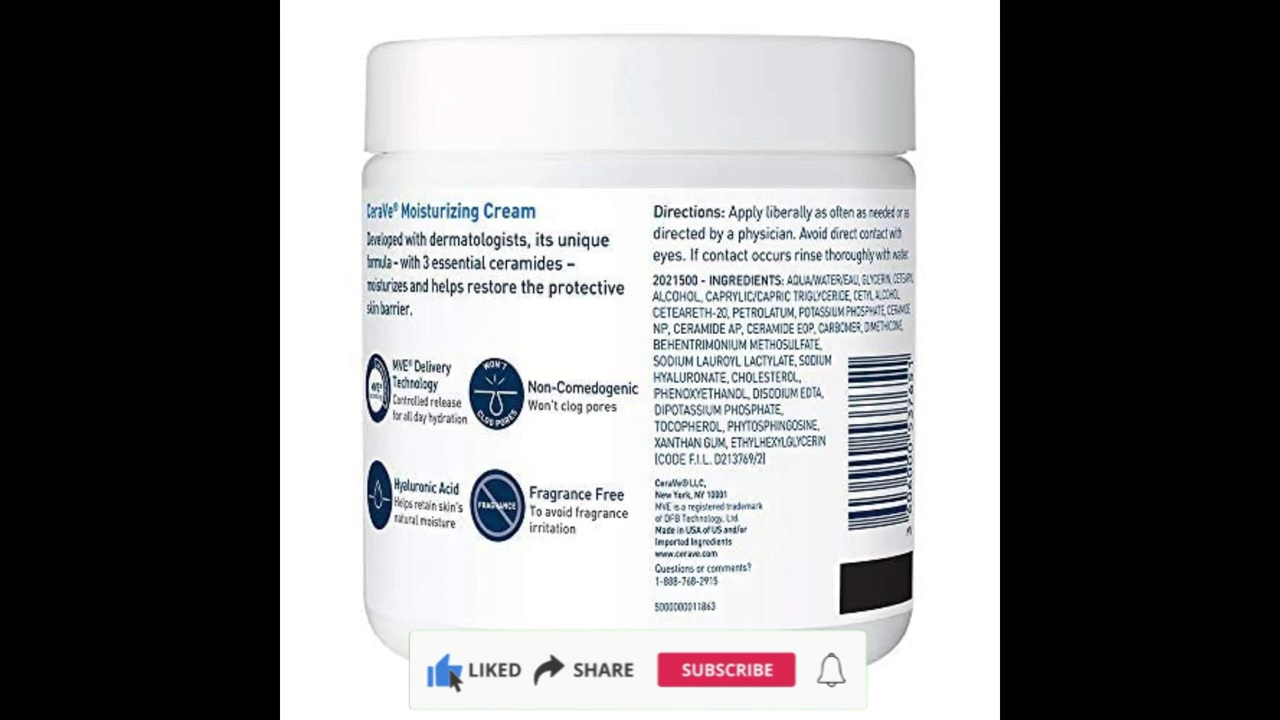 CeraVe® Moisturizing Cream
Developed with dermatologists, its unique
formula - with 3 essential ceramides -
moisturizes and helps restore the protective
skin barrier.
MVE® Delivery
Technology
Controlled release
for all day hydration
WON'T
CLOG PORES
Non-Comedogenic
Won't clog pores
Hyaluronic Acid
Helps retain skin's
natural moisture
FRAGRANCE
Fragrance Free
To avoid fragrance
irritation
Directions: Apply liberally as often as needed or as
directed by a physician. Avoid direct contact with
eyes. If contact occurs rinse thoroughly with water.
2021500 - INGREDIENTS: AQUA/WATER/EAU, GLYCERIN, CETEARYL
ALCOHOL, CAPRYLIC/CAPRIC TRIGLYCERIDE, CETYL ALCOHOL,
CETEARETH-20, PETROLATUM, POTASSIUM PHOSPHATE, CERAMIDE
NP, CERAMIDE AP, CERAMIDE EOP, CARBOMER, DIMETHICONE,
BEHENTRIMONIUM METHOSULFATE,
SODIUM LAUROYL LACTYLATE, SODIUM
HYALURONATE, CHOLESTEROL,
PHENOXYETHANOL, DISODIUM EDTA,
DIPOTASSIUM PHOSPHATE,
TOCOPHEROL, PHYTOSPHINGOSINE,
XANTHAN GUM, ETHYLHEXYLGLYCERIN
[CODE F.I.L. D213769/2]
CeraVe® LLC,
New York, NY 10001
MVE is a registered trademark
of DFB Technology, Ltd.
Made in USA of US and/or
Imported Ingredients
www.cerave.com
Questions or comments?
1-888-768-2915
5000000011863
LIKED SHARE SUBSCRIBE